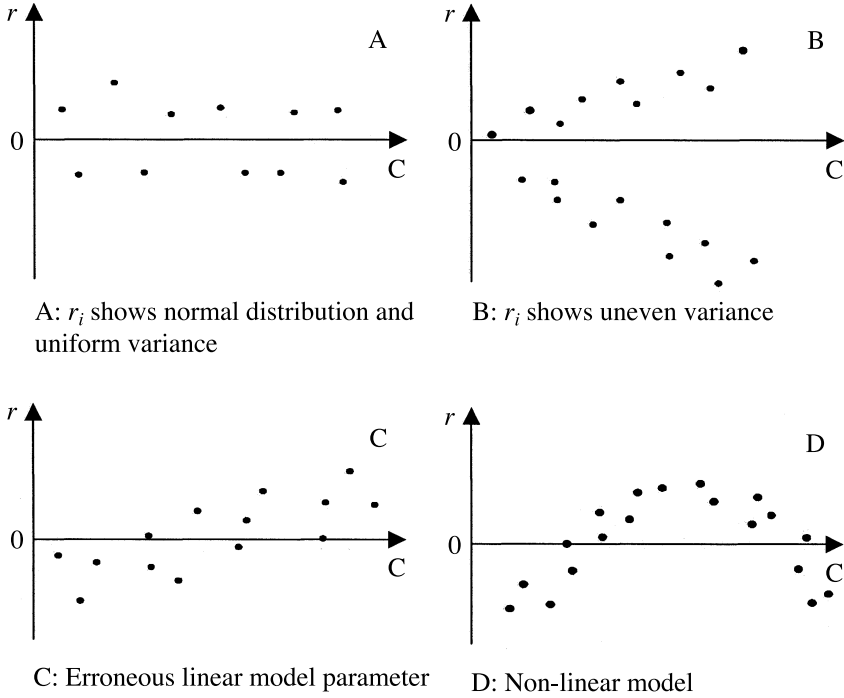 r
A
0
C
A: rᵢ shows normal distribution and
uniform variance
r
B
0
C
B: rᵢ shows uneven variance
r
C
0
C
C: Erroneous linear model parameter
r
D
0
C
D: Non-linear model